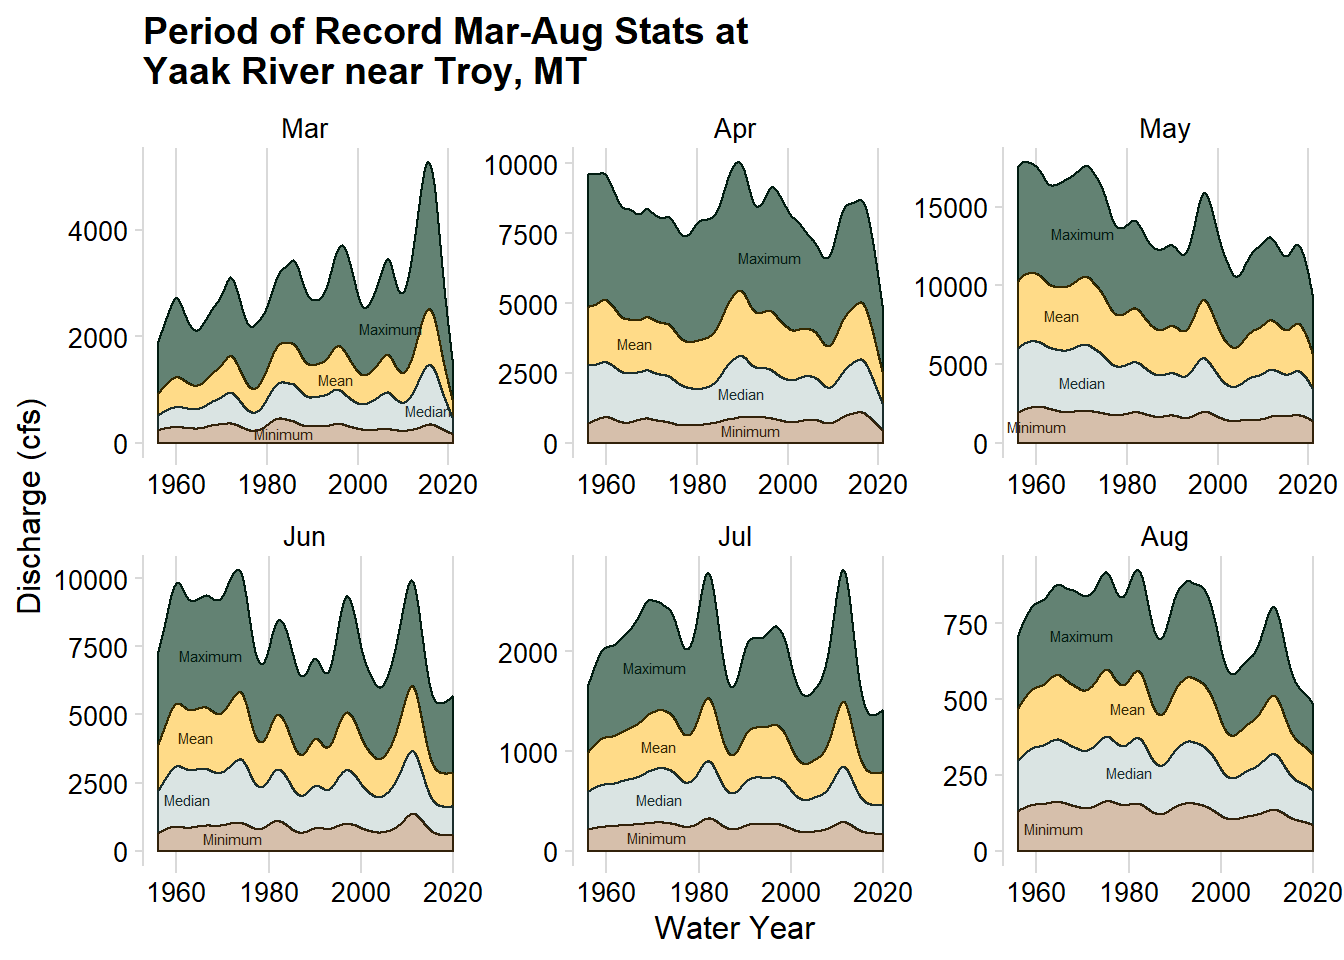 Period of Record Mar-Aug Stats at
Yaak River near Troy, MT
Mar
Apr
May
4000
2000
0
Maximum
Mean
Median
Minimum
1960 1980 2000 2020
10000
7500
5000
2500
0
Maximum
Mean
Median
Minimum
1960 1980 2000 2020
15000
10000
5000
0
Maximum
Mean
Median
Minimum
1960 1980 2000 2020
Discharge (cfs)
Jun
Jul
Aug
10000
7500
5000
2500
0
Maximum
Mean
Median
Minimum
1960 1980 2000 2020
2000
1000
0
Maximum
Mean
Median
Minimum
1960 1980 2000 2020
750
500
250
0
Maximum
Mean
Median
Minimum
1960 1980 2000 2020
Water Year